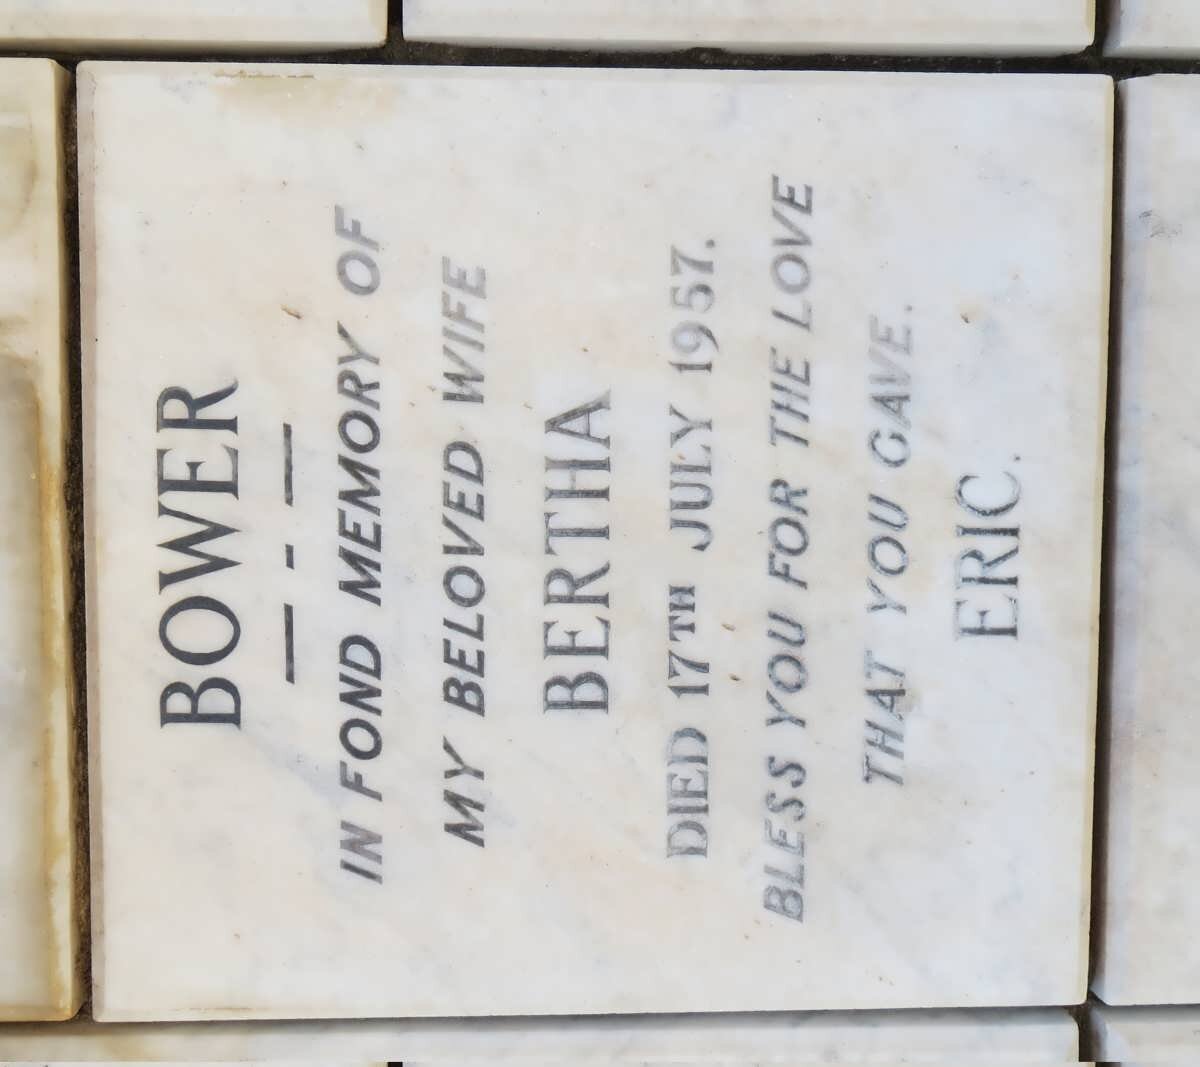 BOWER
— - —
IN FOND MEMORY OF
MY BELOVED WIFE
BERTHA
DIED 17TH JULY 1957.
BLESS YOU FOR THE LOVE
THAT YOU GAVE.
ERIC.